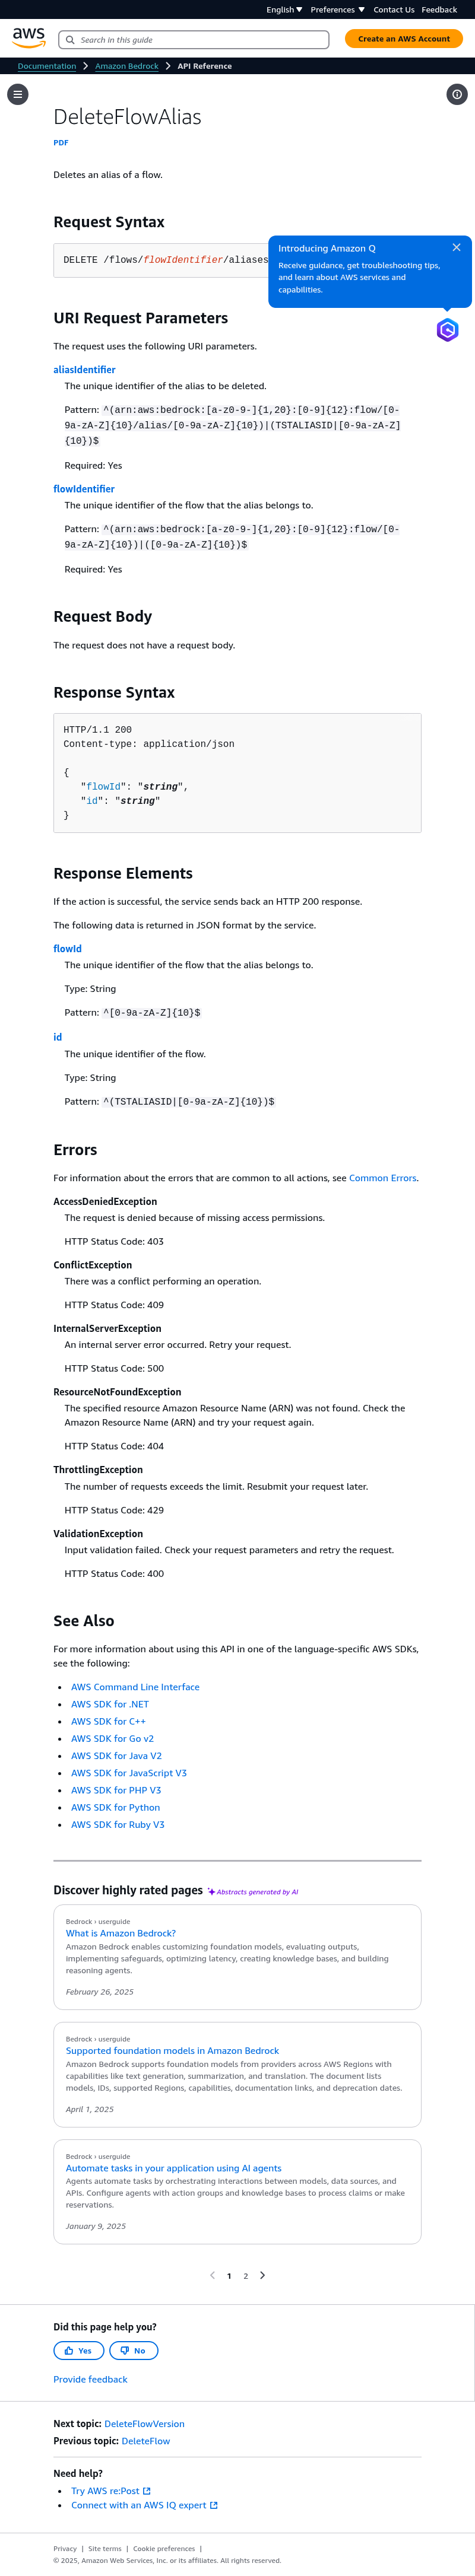 English Preferences Contact Us Feedback
aws Search in this guide Create an AWS Account
Documentation Amazon Bedrock API Reference
DeleteFlowAlias
PDF
Deletes an alias of a flow.
Request Syntax
DELETE /flows/flowIdentifier/aliases
Introducing Amazon Q
Receive guidance, get troubleshooting tips,
and learn about AWS services and
capabilities.
URI Request Parameters
The request uses the following URI parameters.
aliasIdentifier
The unique identifier of the alias to be deleted.
Pattern: ^(arn:aws:bedrock:[a-z0-9-]{1,20}:[0-9]{12}:flow/[0-
9a-zA-Z]{10}/alias/[0-9a-zA-Z]{10})|(TSTALIASID|[0-9a-zA-Z]
{10})$
Required: Yes
flowIdentifier
The unique identifier of the flow that the alias belongs to.
Pattern: ^(arn:aws:bedrock:[a-z0-9-]{1,20}:[0-9]{12}:flow/[0-
9a-zA-Z]{10})|([0-9a-zA-Z]{10})$
Required: Yes
Request Body
The request does not have a request body.
Response Syntax
HTTP/1.1 200
Content-type: application/json
{
"flowId": "string",
"id": "string"
}
Response Elements
If the action is successful, the service sends back an HTTP 200 response.
The following data is returned in JSON format by the service.
flowId
The unique identifier of the flow that the alias belongs to.
Type: String
Pattern: ^[0-9a-zA-Z]{10}$
id
The unique identifier of the flow.
Type: String
Pattern: ^(TSTALIASID|[0-9a-zA-Z]{10})$
Errors
For information about the errors that are common to all actions, see Common Errors.
AccessDeniedException
The request is denied because of missing access permissions.
HTTP Status Code: 403
ConflictException
There was a conflict performing an operation.
HTTP Status Code: 409
InternalServerException
An internal server error occurred. Retry your request.
HTTP Status Code: 500
ResourceNotFoundException
The specified resource Amazon Resource Name (ARN) was not found. Check the
Amazon Resource Name (ARN) and try your request again.
HTTP Status Code: 404
ThrottlingException
The number of requests exceeds the limit. Resubmit your request later.
HTTP Status Code: 429
ValidationException
Input validation failed. Check your request parameters and retry the request.
HTTP Status Code: 400
See Also
For more information about using this API in one of the language-specific AWS SDKs,
see the following:
• AWS Command Line Interface
• AWS SDK for .NET
• AWS SDK for C++
• AWS SDK for Go v2
• AWS SDK for Java V2
• AWS SDK for JavaScript V3
• AWS SDK for PHP V3
• AWS SDK for Python
• AWS SDK for Ruby V3
Discover highly rated pages Abstracts generated by AI
Bedrock › userguide
What is Amazon Bedrock?
Amazon Bedrock enables customizing foundation models, evaluating outputs,
implementing safeguards, optimizing latency, creating knowledge bases, and building
reasoning agents.
February 26, 2025
Bedrock › userguide
Supported foundation models in Amazon Bedrock
Amazon Bedrock supports foundation models from providers across AWS Regions with
capabilities like text generation, summarization, and translation. The document lists
models, IDs, supported Regions, capabilities, documentation links, and deprecation dates.
April 1, 2025
Bedrock › userguide
Automate tasks in your application using AI agents
Agents automate tasks by orchestrating interactions between models, data sources, and
APIs. Configure agents with action groups and knowledge bases to process claims or make
reservations.
January 9, 2025
1 2
Did this page help you?
Yes No
Provide feedback
Next topic: DeleteFlowVersion
Previous topic: DeleteFlow
Need help?
• Try AWS re:Post
• Connect with an AWS IQ expert
Privacy | Site terms | Cookie preferences |
© 2025, Amazon Web Services, Inc. or its affiliates. All rights reserved.